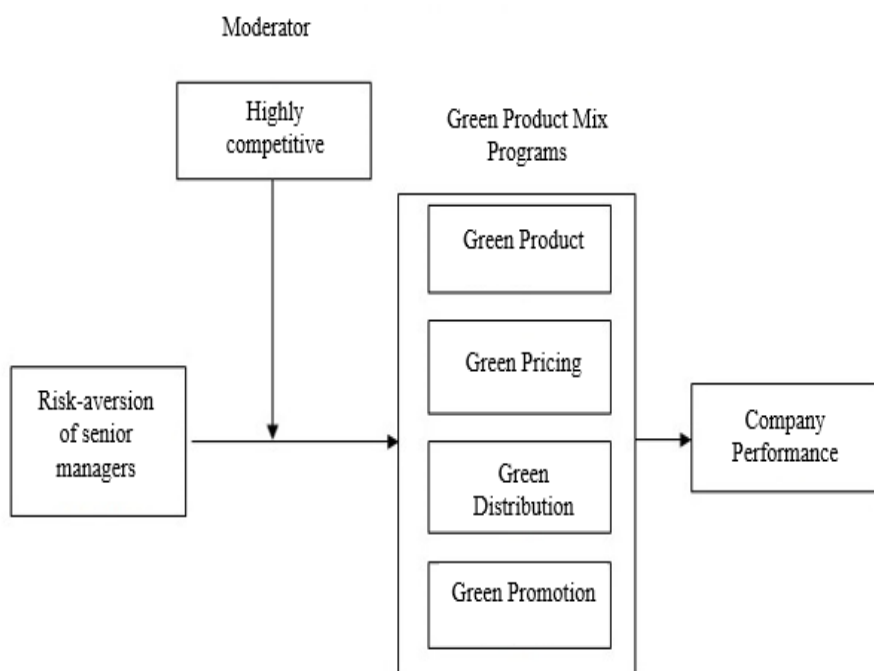 Moderator
Highly
competitive
Green Product Mix
Programs
Green Product
Green Pricing
Risk-aversion
of senior
managers
Company
Performance
Green
Distribution
Green Promotion